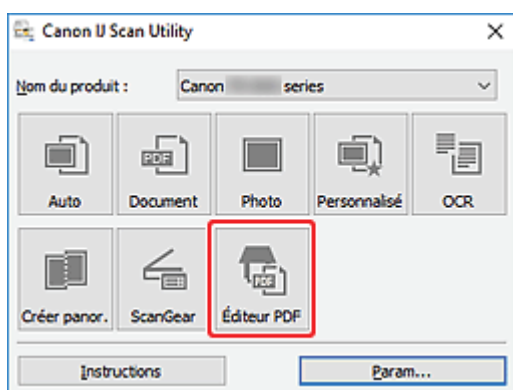 Canon IJ Scan Utility
Nom du produit : Canon series
Auto Document Photo Personnalisé OCR
PDF
Créer panor. ScanGear Éditeur PDF
PDF
Instructions Param...